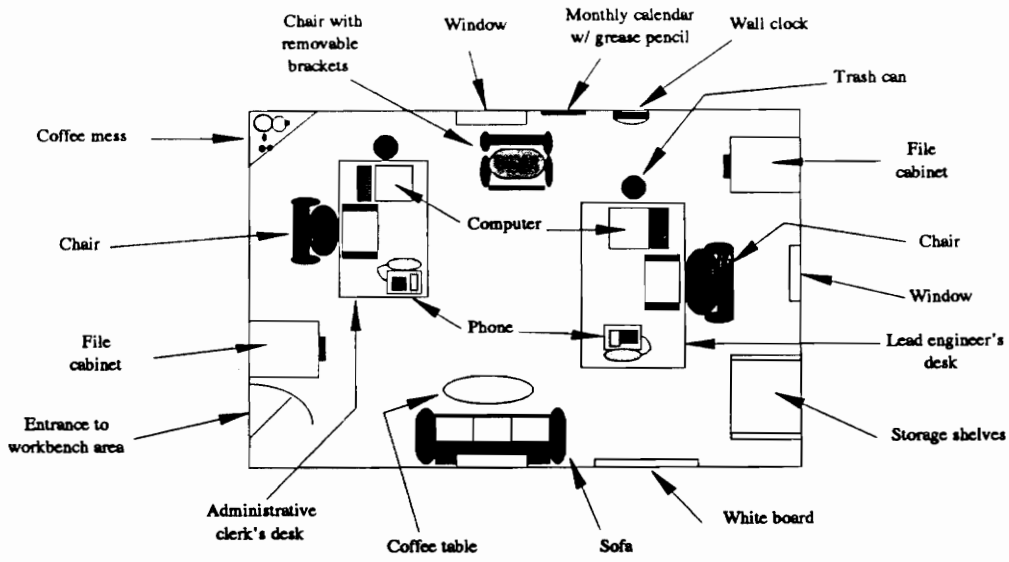 Chair with
removable
brackets
Window
Monthly calendar
w/ grease pencil
Wall clock
Trash can
Coffee mess
File
cabinet
Computer
Chair
Chair
Window
Phone
File
cabinet
Lead engineer's
desk
Entrance to
workbench area
Storage shelves
Administrative
clerk's desk
Coffee table
Sofa
White board